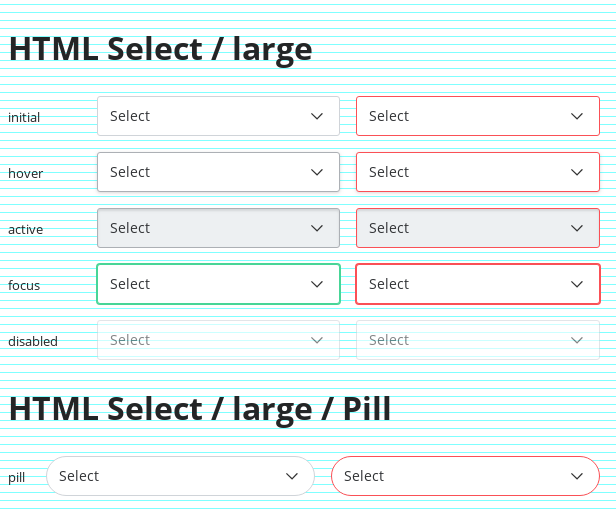 HTML Select / large
initial Select Select
hover Select Select
active Select Select
focus Select Select
disabled Select Select
HTML Select / large / Pill
pill Select Select